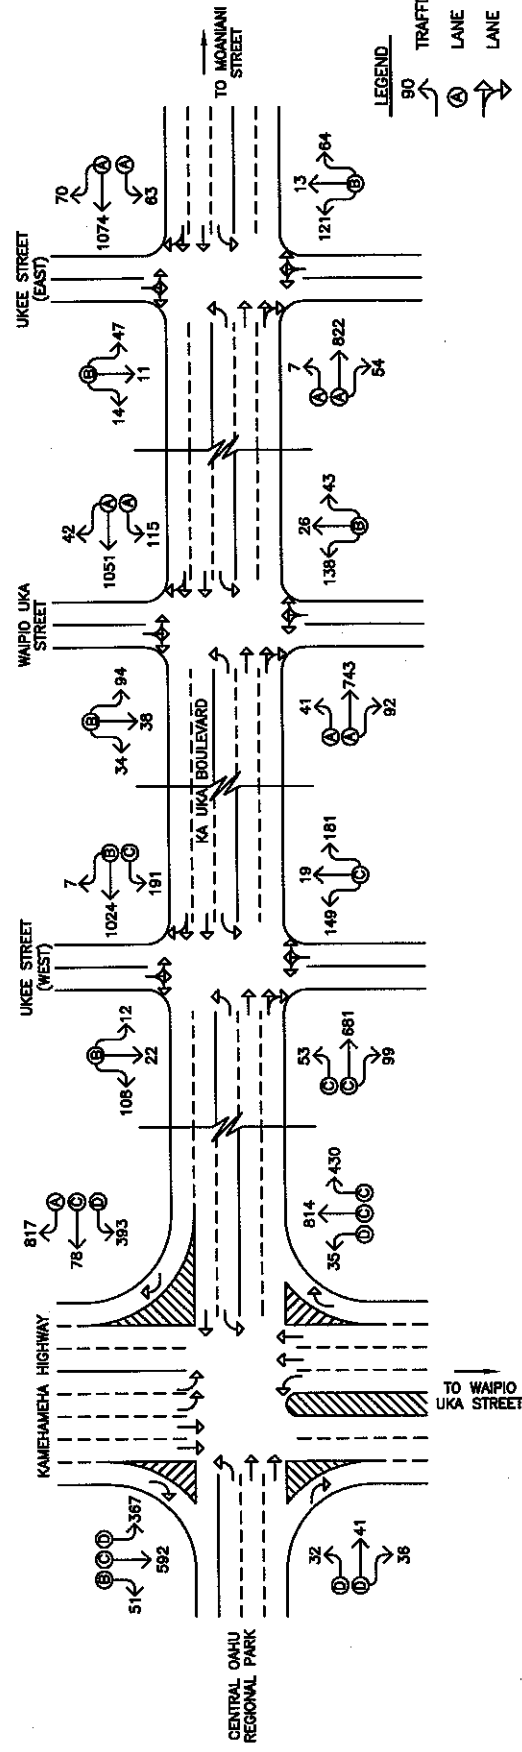 KAMEHAMEHA HIGHWAY
51
592
367
B C D
817
78
393
A
C
D
CENTRAL OAHU
REGIONAL PARK
32
41
36
D
D
35
814
430
D C C
TO WAIPIO
UKA STREET
UKEE STREET
(WEST)
108
22
12
B
7
1024
191
B
C
53
681
99
C
C
149
19
181
C
KA UKA BOULEVARD
WAIPIO UKA
STREET
34
38
94
B
42
1051
115
A
A
41
743
92
A
A
138
26
43
B
UKEE STREET
(EAST)
14
11
47
B
70
1074
63
A
A
7
822
54
A
A
121
13
64
B
TO MOANIANI
STREET
LEGEND
90
A LANE
LANE